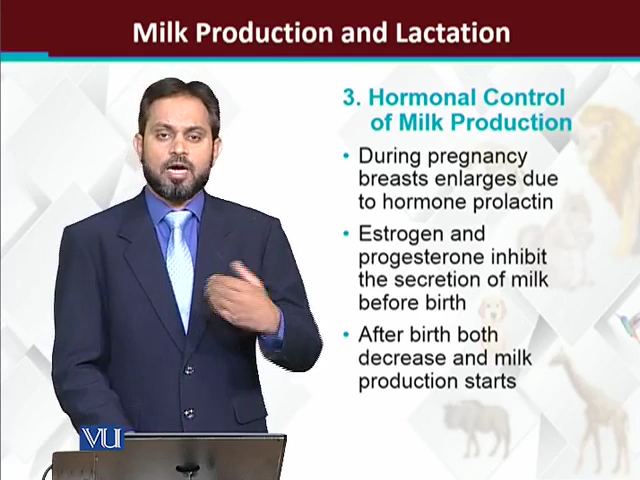 Milk Production and Lactation
3. Hormonal Control
of Milk Production
• During pregnancy
breasts enlarges due
to hormone prolactin
• Estrogen and
progesterone inhibit
the secretion of milk
before birth
• After birth both
decrease and milk
production starts
VU